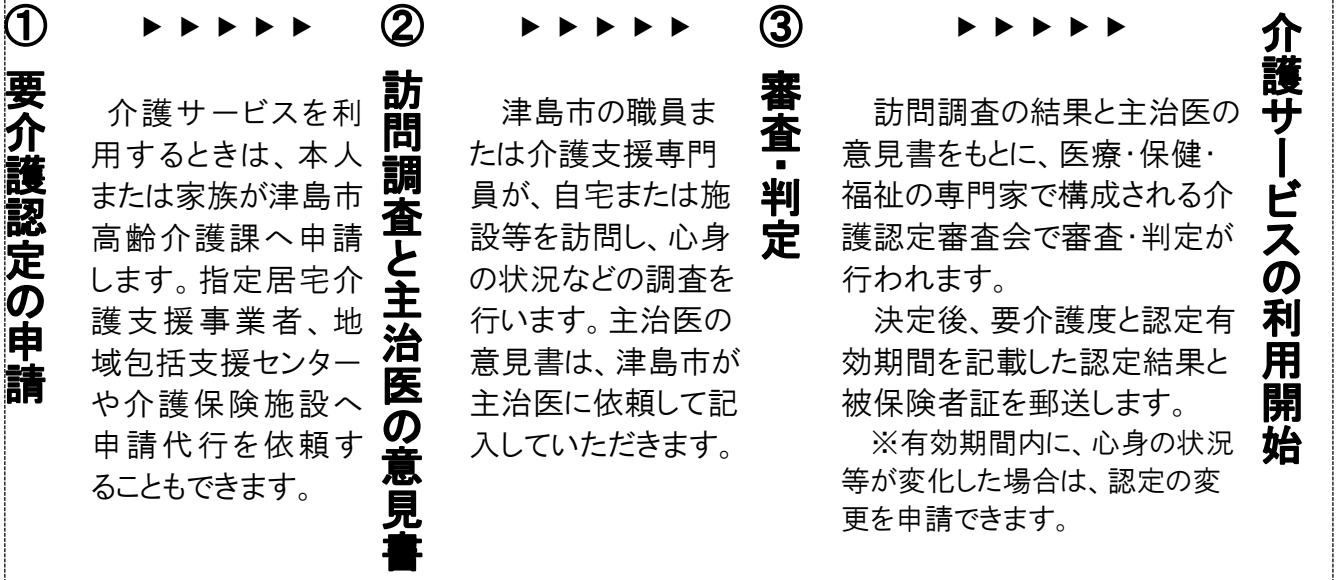 ①
要介護認定の申請
▶▶▶▶▶
介護サービスを利
用するときは、本人
または家族が津島市
高齢介護課へ申請
します。指定居宅介
護支援事業者、地
域包括支援センター
や介護保険施設へ
申請代行を依頼す
ることもできます。
②
訪問調査と主治医の意見書
▶▶▶▶▶
津島市の職員ま
たは介護支援専門
員が、自宅または施
設等を訪問し、心身
の状況などの調査を
行います。主治医の
意見書は、津島市が
主治医に依頼して記
入していただきます。
③
審査・判定
▶▶▶▶▶
訪問調査の結果と主治医の
意見書をもとに、医療・保健・
福祉の専門家で構成される介
護認定審査会で審査・判定が
行われます。
決定後、要介護度と認定有
効期間を記載した認定結果と
被保険者証を郵送します。
※有効期間内に、心身の状況
等が変化した場合は、認定の変
更を申請できます。
介護サービスの利用開始